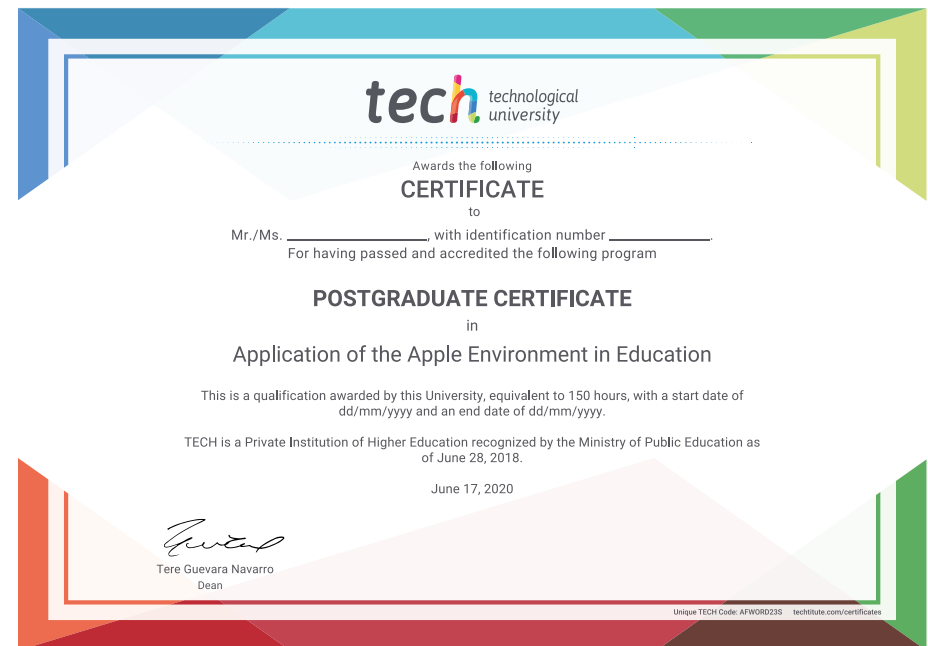 tech technological
university
Awards the following
CERTIFICATE
to
Mr./Ms. ____________, with identification number ____________.
For having passed and accredited the following program
POSTGRADUATE CERTIFICATE
in
Application of the Apple Environment in Education
This is a qualification awarded by this University, equivalent to 150 hours, with a start date of
dd/mm/yyyy and an end date of dd/mm/yyyy.
TECH is a Private Institution of Higher Education recognized by the Ministry of Public Education as
of June 28, 2018.
June 17, 2020
Tere Guevara Navarro
Dean
Unique TECH Code: AFWORD23S techtitute.com/certificates